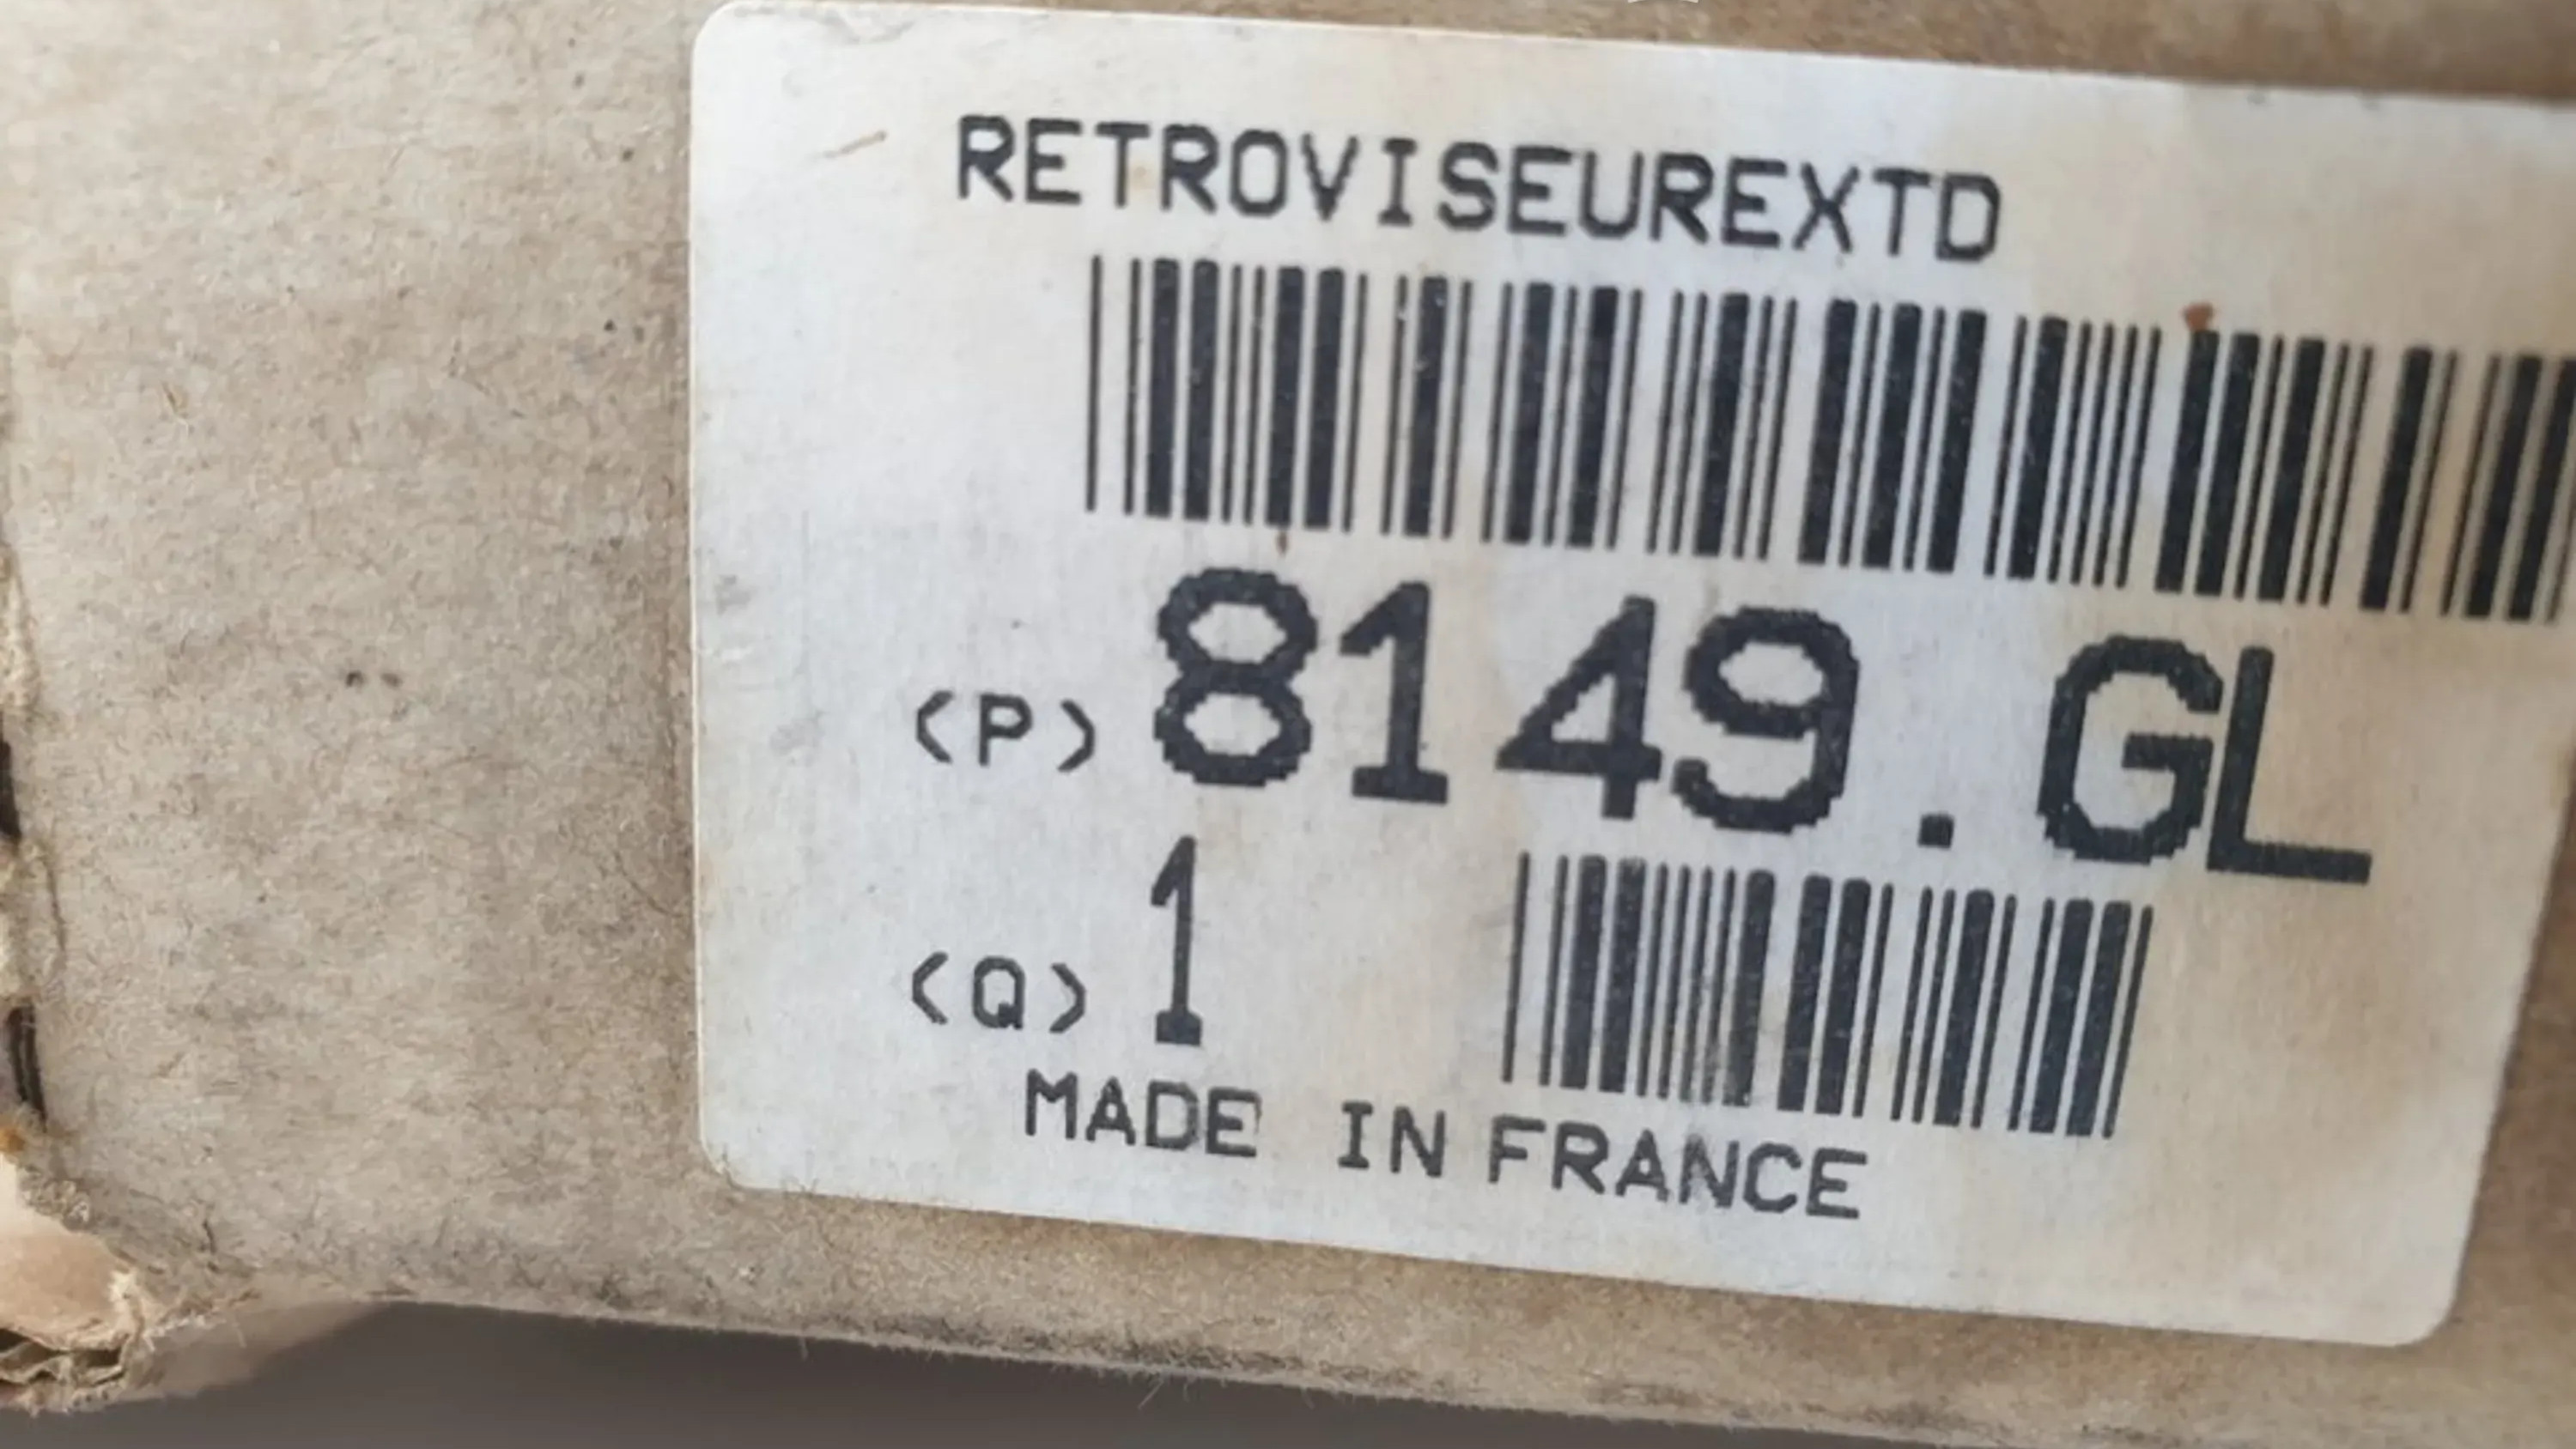 RETROVISEUREXTD
(P) 8149.GL
(Q) 1
MADE IN FRANCE